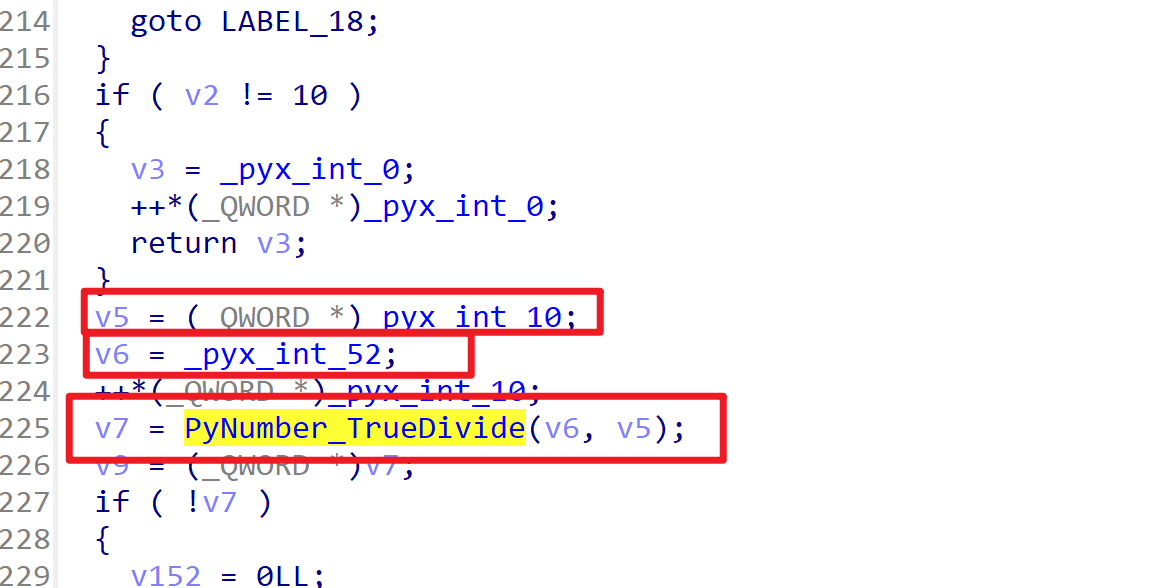 214 goto LABEL_18;
215 }
216 if ( v2 != 10 )
217 {
218 v3 = _pyx_int_0;
219 ++*(_QWORD *)_pyx_int_0;
220 return v3;
221 }
222 v5 = (_QWORD *)_pyx_int_10;
223 v6 = _pyx_int_52;
224 ++*(_QWORD *)_pyx_int_10;
225 v7 = PyNumber_TrueDivide(v6, v5);
226 v9 = (_QWORD *)v7;
227 if ( !v7 )
228 {
229 v152 = 0LL;